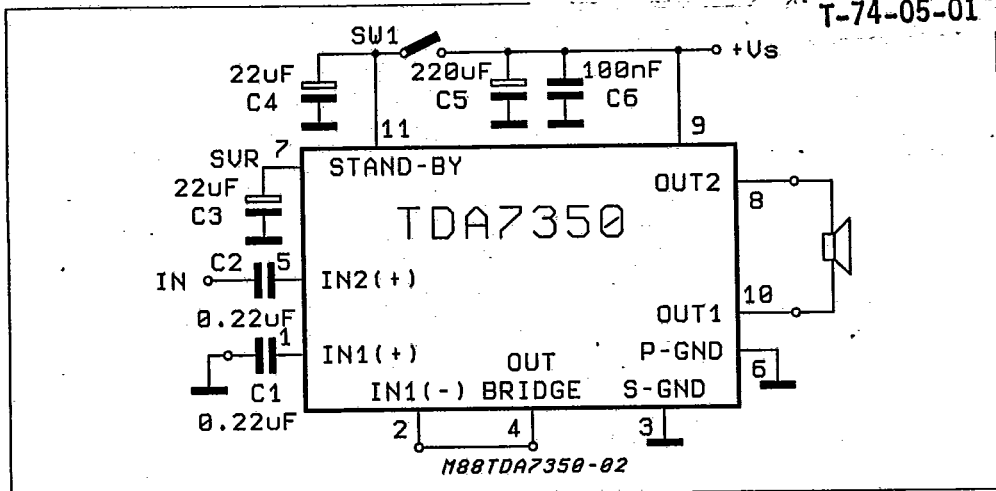 T-74-05-01
SW1
+Vs
22uF
C4
220uF
C5
100nF
C6
11
9
SVR 7
STAND-BY
22uF
C3
OUT2
8
TDA7350
IN
C2
5
IN2(+)
0.22uF
10
OUT1
1
IN1(+)
P-GND
6
C1
0.22uF
OUT
IN1(-) BRIDGE
S-GND
2
4
3
M88TDA7350-02